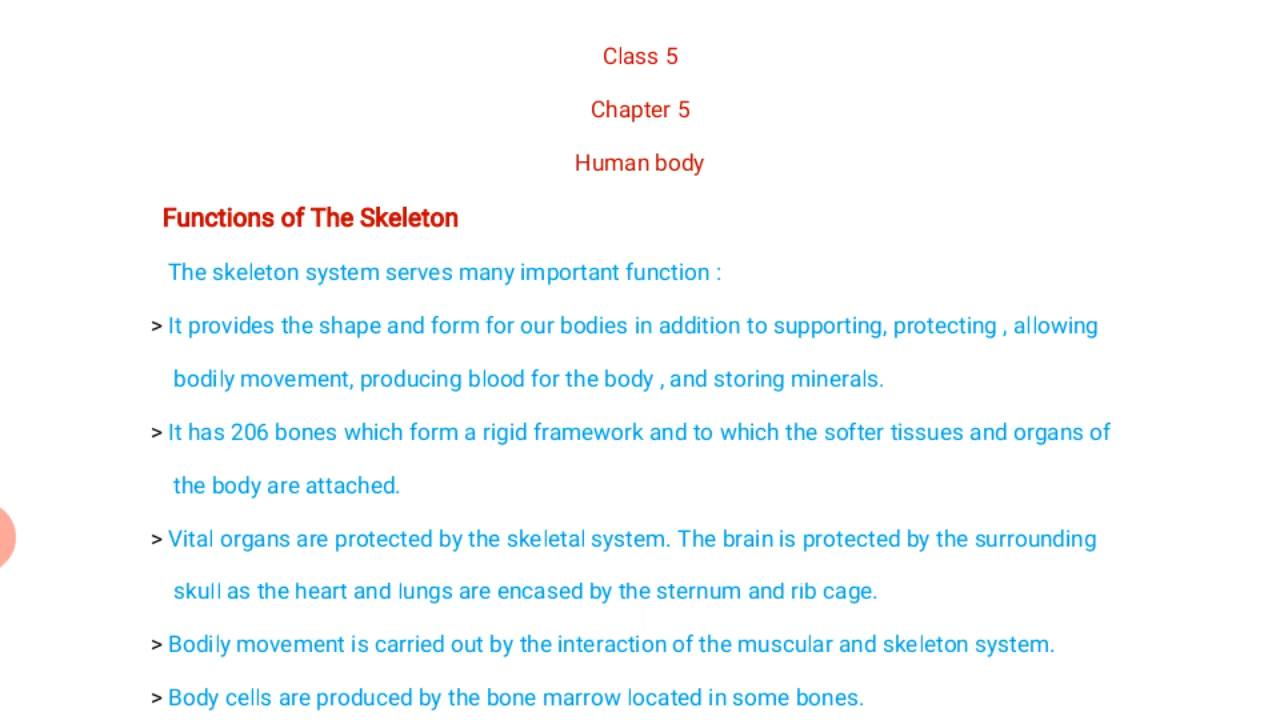 Class 5
Chapter 5
Human body
Functions of The Skeleton
The skeleton system serves many important function :
> It provides the shape and form for our bodies in addition to supporting, protecting , allowing
bodily movement, producing blood for the body , and storing minerals.
> It has 206 bones which form a rigid framework and to which the softer tissues and organs of
the body are attached.
> Vital organs are protected by the skeletal system. The brain is protected by the surrounding
skull as the heart and lungs are encased by the sternum and rib cage.
> Bodily movement is carried out by the interaction of the muscular and skeleton system.
> Body cells are produced by the bone marrow located in some bones.